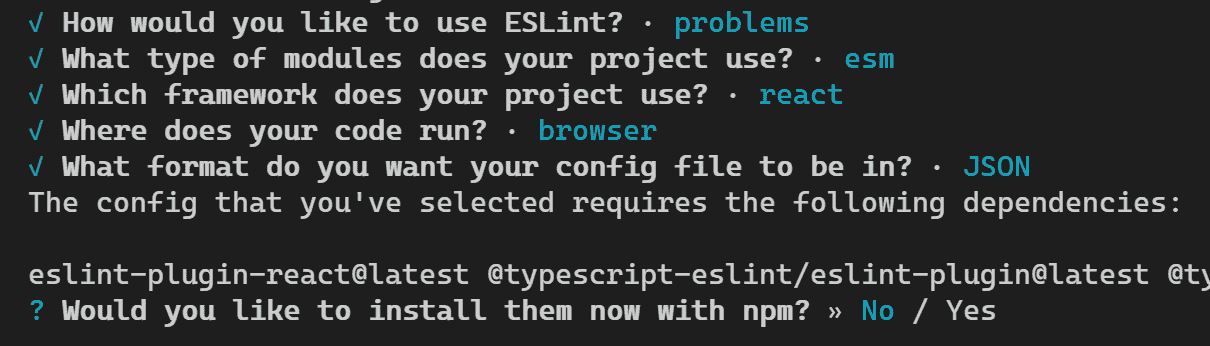 √ How would you like to use ESLint? · problems
√ What type of modules does your project use? · esm
√ Which framework does your project use? · react
√ Where does your code run? · browser
√ What format do you want your config file to be in? · JSON
The config that you've selected requires the following dependencies:
eslint-plugin-react@latest @typescript-eslint/eslint-plugin@latest @ty
? Would you like to install them now with npm? » No / Yes